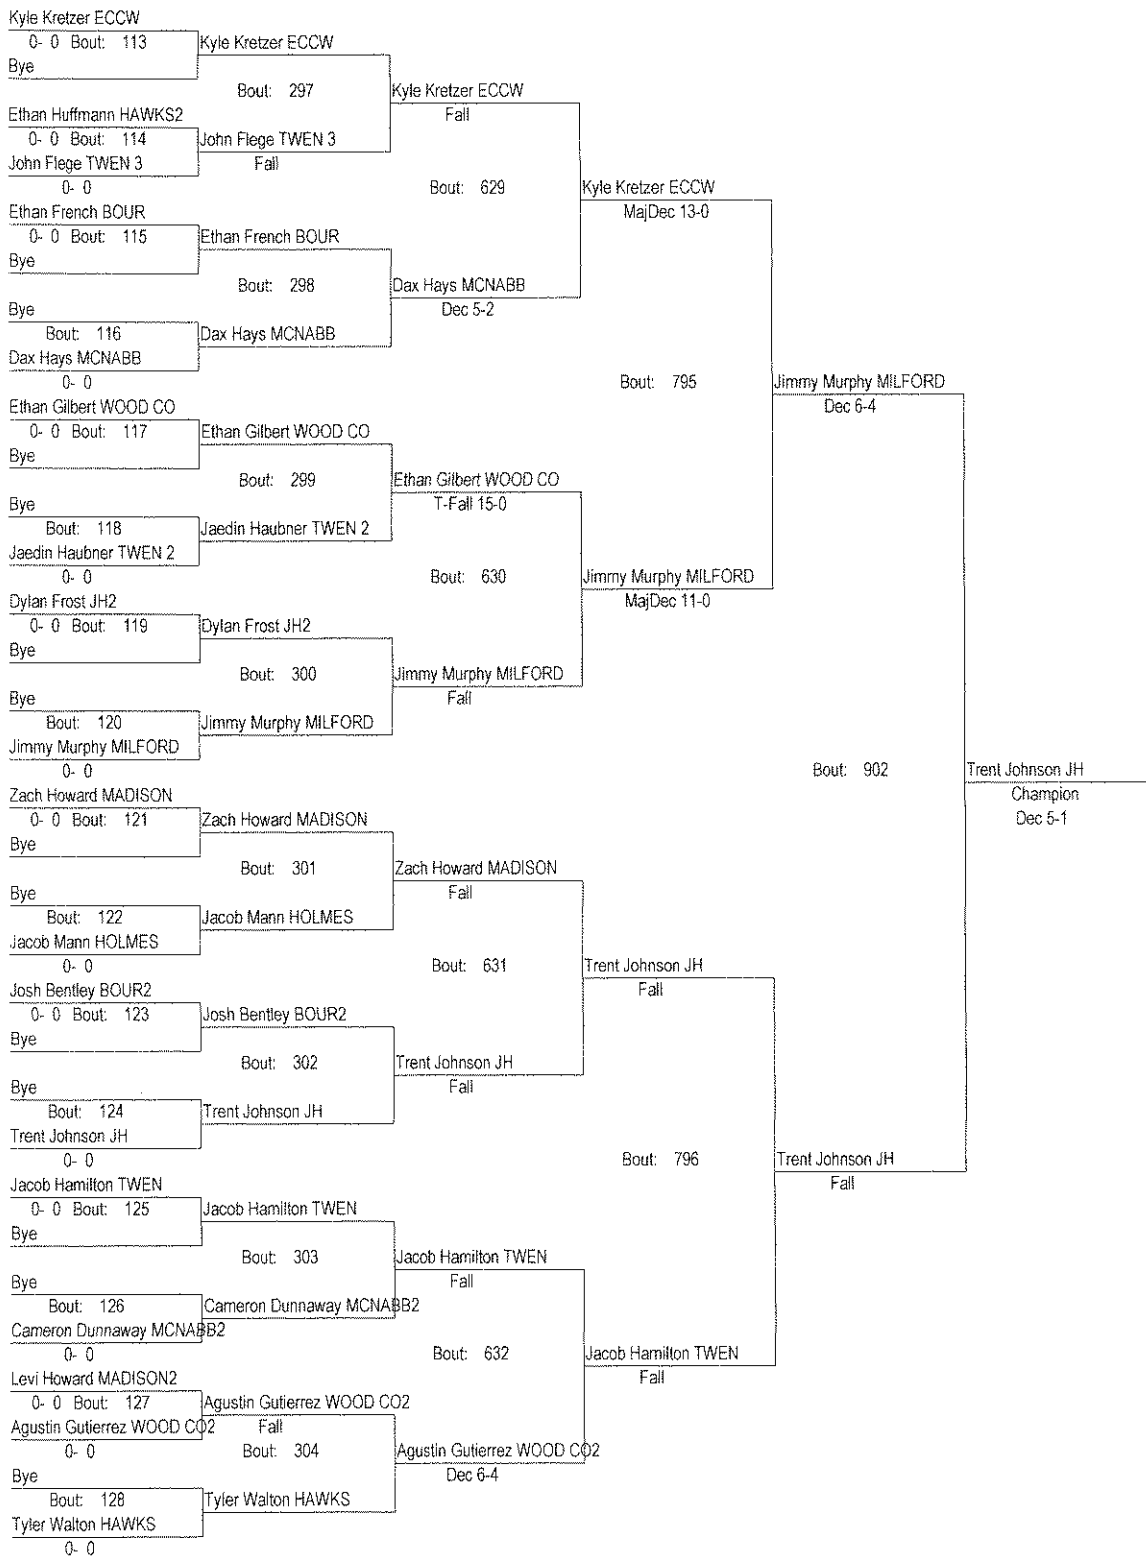 Kyle Kretzer ECCW
0- 0 Bout: 113
Bye
Kyle Kretzer ECCW
Bout: 297
Ethan Huffmann HAWKS2
0- 0 Bout: 114
John Flege TWEN 3
0- 0
John Flege TWEN 3
Fall
Kyle Kretzer ECCW
Fall
Bout: 629
Ethan French BOUR
0- 0 Bout: 115
Bye
Ethan French BOUR
Bout: 298
Bye
Bout: 116
Dax Hays MCNABB
0- 0
Dax Hays MCNABB
Dax Hays MCNABB
Dec 5-2
Kyle Kretzer ECCW
MajDec 13-0
Bout: 795
Ethan Gilbert WOOD CO
0- 0 Bout: 117
Bye
Ethan Gilbert WOOD CO
Bout: 299
Bye
Bout: 118
Jaedin Haubner TWEN 2
0- 0
Jaedin Haubner TWEN 2
Ethan Gilbert WOOD CO
T-Fall 15-0
Bout: 630
Dylan Frost JH2
0- 0 Bout: 119
Bye
Dylan Frost JH2
Bout: 300
Bye
Bout: 120
Jimmy Murphy MILFORD
0- 0
Jimmy Murphy MILFORD
Jimmy Murphy MILFORD
Fall
Jimmy Murphy MILFORD
MajDec 11-0
Jimmy Murphy MILFORD
Dec 6-4
Bout: 902
Zach Howard MADISON
0- 0 Bout: 121
Bye
Zach Howard MADISON
Bout: 301
Bye
Bout: 122
Jacob Mann HOLMES
0- 0
Jacob Mann HOLMES
Zach Howard MADISON
Fall
Bout: 631
Josh Bentley BOUR2
0- 0 Bout: 123
Bye
Josh Bentley BOUR2
Bout: 302
Bye
Bout: 124
Trent Johnson JH
0- 0
Trent Johnson JH
Trent Johnson JH
Fall
Trent Johnson JH
Fall
Bout: 796
Jacob Hamilton TWEN
0- 0 Bout: 125
Bye
Jacob Hamilton TWEN
Bout: 303
Bye
Bout: 126
Cameron Dunnaway MCNABB2
0- 0
Cameron Dunnaway MCNABB2
Jacob Hamilton TWEN
Fall
Bout: 632
Levi Howard MADISON2
0- 0 Bout: 127
Agustin Gutierrez WOOD CO2
0- 0
Agustin Gutierrez WOOD CO2
Fall
Bout: 304
Bye
Bout: 128
Tyler Walton HAWKS
0- 0
Tyler Walton HAWKS
Agustin Gutierrez WOOD CO2
Dec 6-4
Jacob Hamilton TWEN
Fall
Trent Johnson JH
Fall
Trent Johnson JH
Champion
Dec 5-1